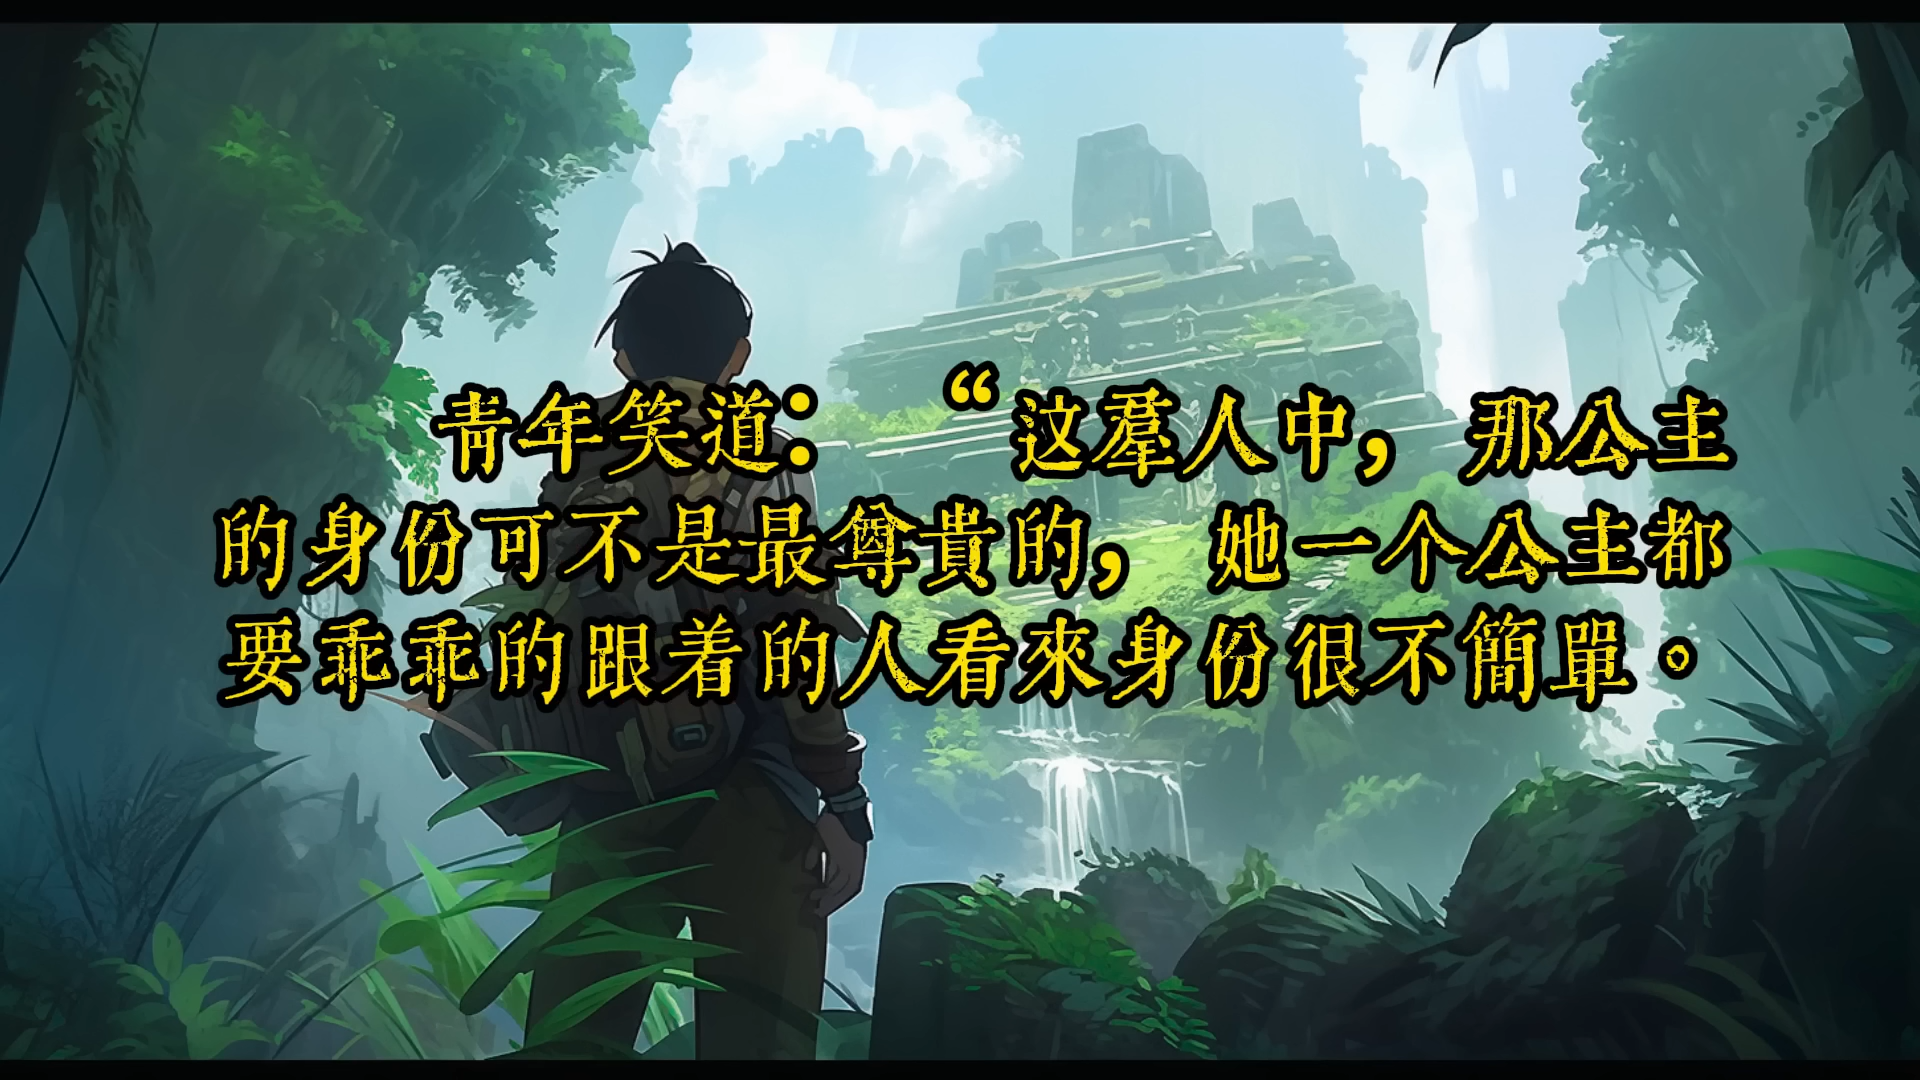 青年笑道：“这羣人中，那公主
的身份可不是最尊貴的，她一个公主都
要乖乖的跟着的人看來身份很不簡單。